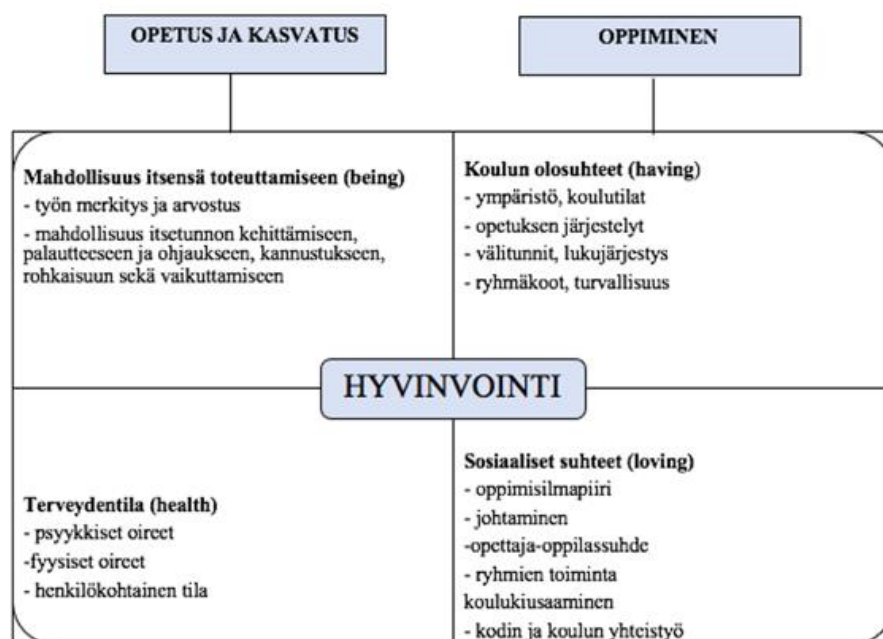 OPETUS JA KASVATUS
OPPIMINEN
Mahdollisuus itsensä toteuttamiseen (being)
- työn merkitys ja arvostus
- mahdollisuus itsetunnon kehittämiseen,
palautteeseen ja ohjaukseen, kannustukseen,
rohkaisuun sekä vaikuttamiseen
Koulun olosuhteet (having)
- ympäristö, koulutilat
- opetuksen järjestelyt
- välitunnit, lukujärjestys
- ryhmäkoot, turvallisuus
HYVINVOINTI
Terveydentila (health)
- psyykkiset oireet
-fyysiset oireet
- henkilökohtainen tila
Sosiaaliset suhteet (loving)
- oppimisilmapiiri
- johtaminen
-opettaja-oppilassuhde
- ryhmien toiminta
koulukiusaaminen
- kodin ja koulun yhteistyö